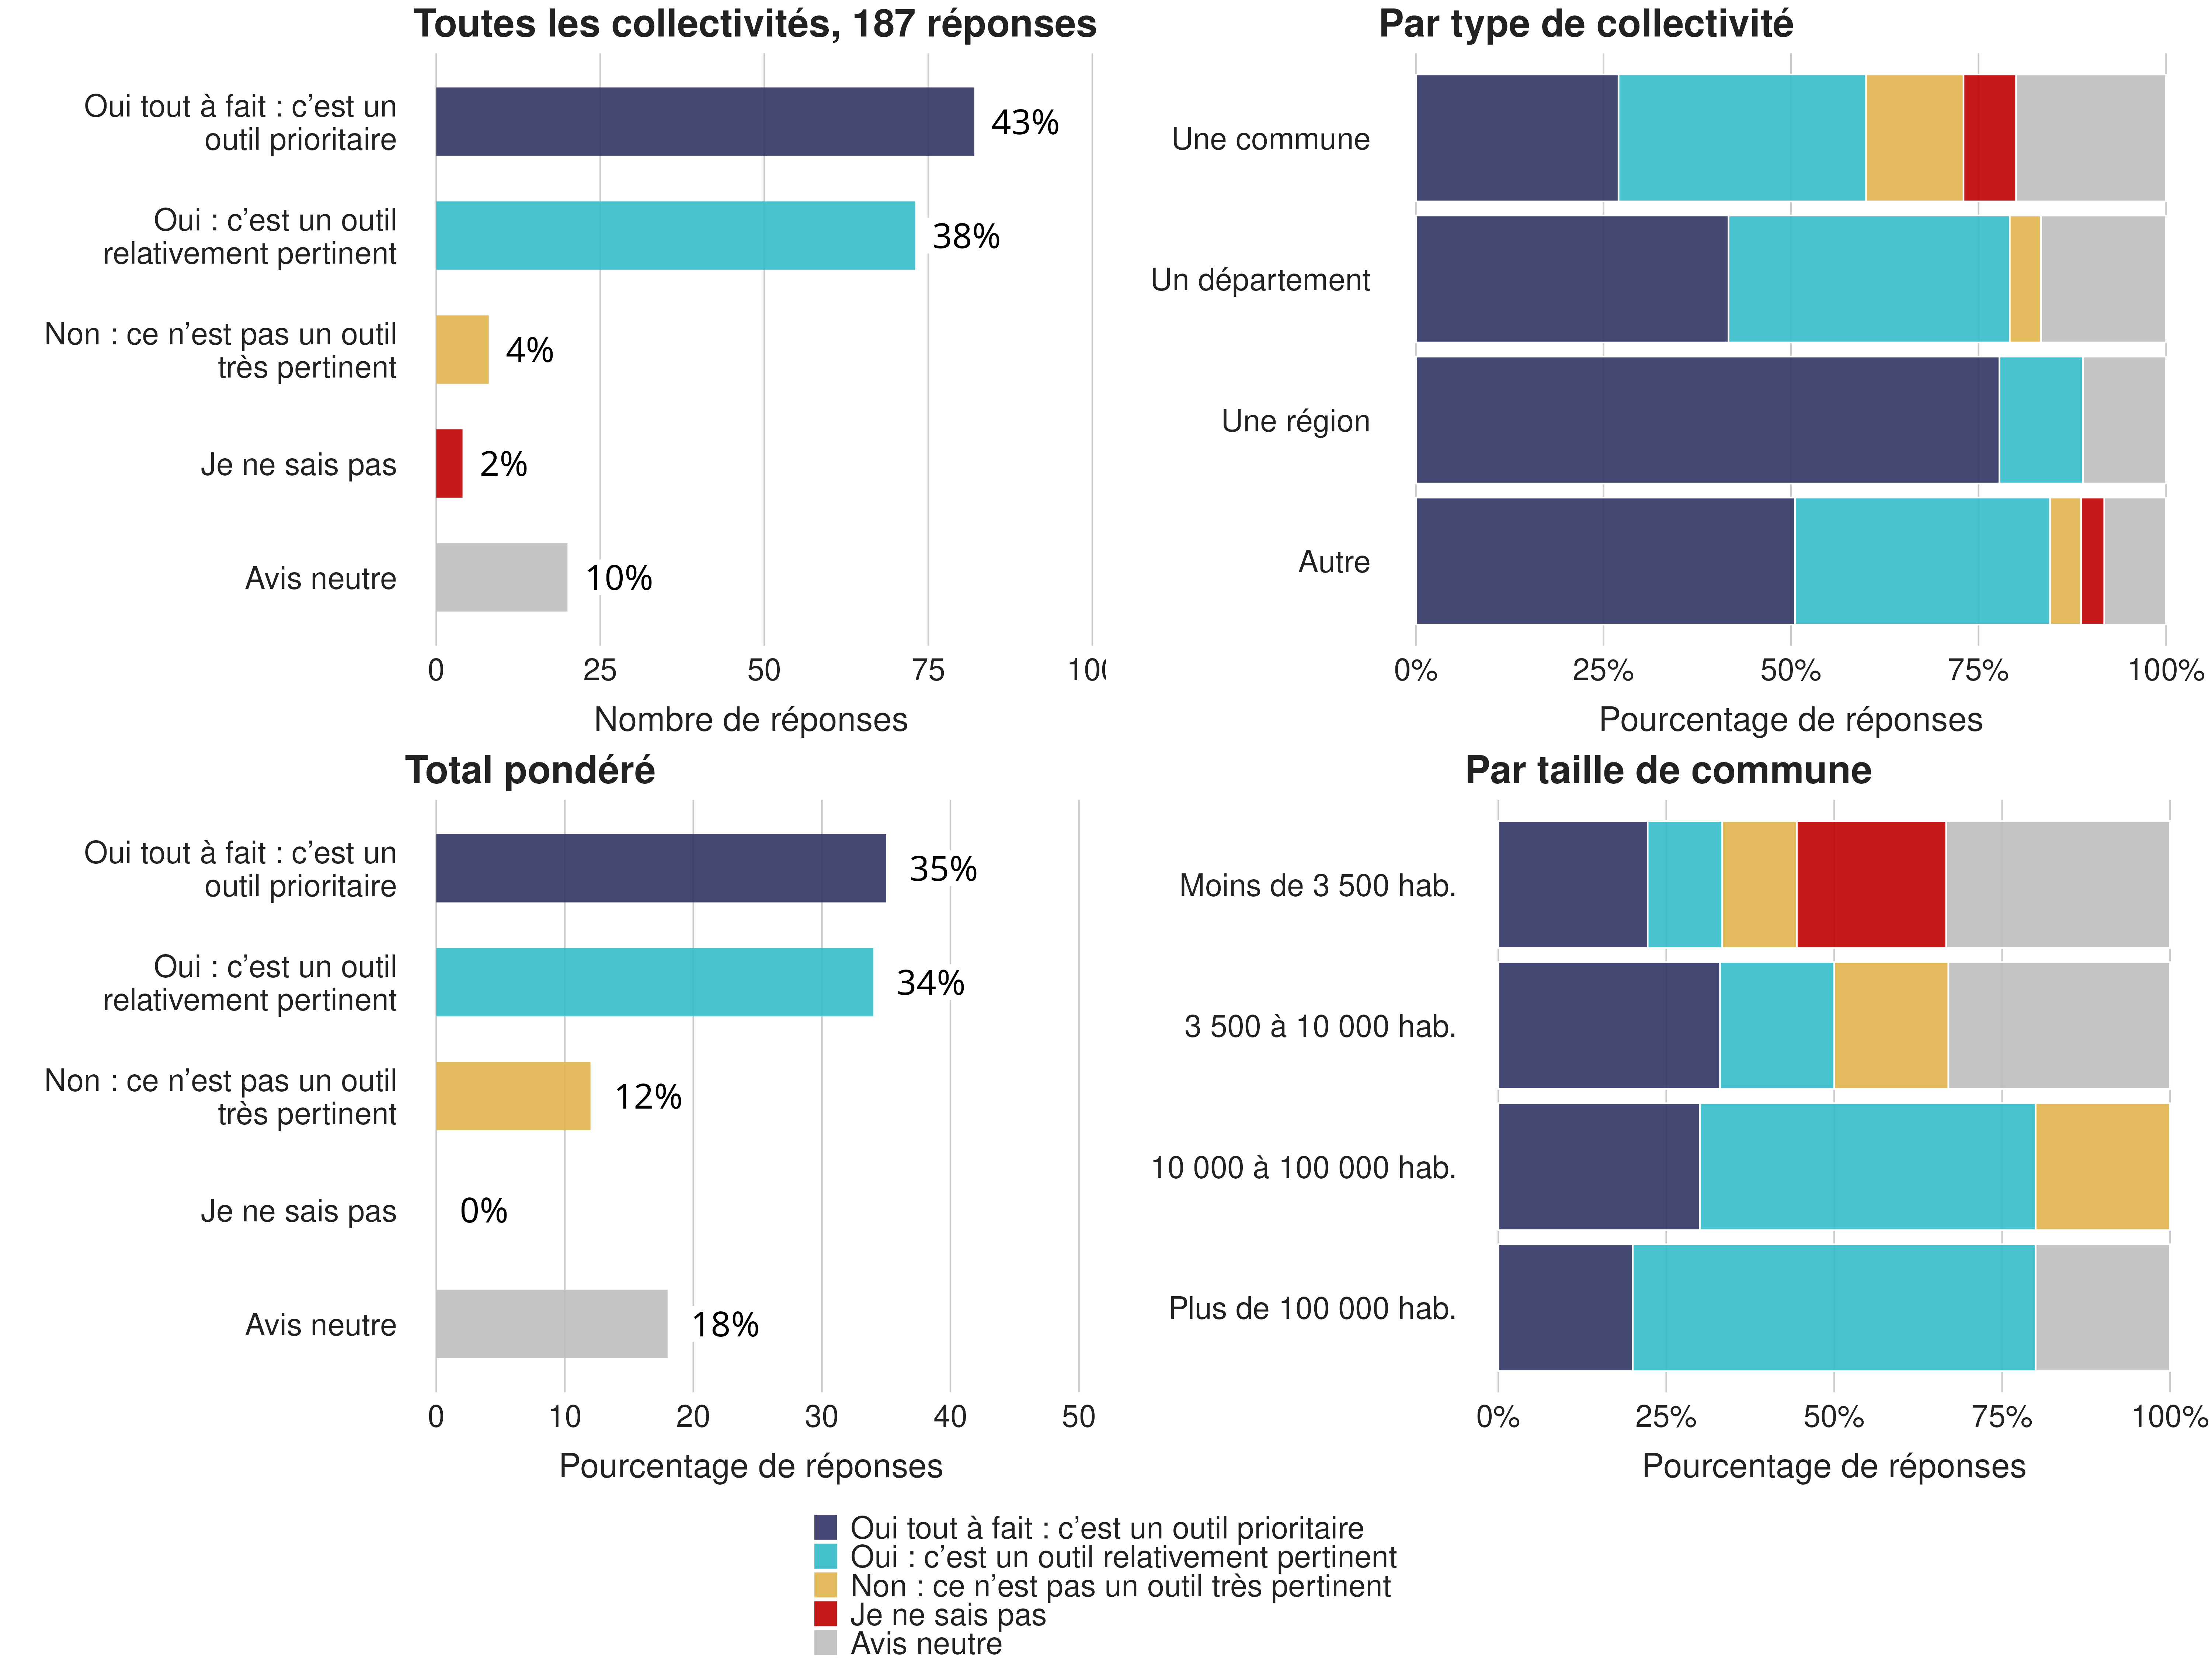 Toutes les collectivités, 187 réponses
Oui tout à fait : c’est un
outil prioritaire
43%
Oui : c’est un outil
relativement pertinent
38%
Non : ce n’est pas un outil
très pertinent
4%
Je ne sais pas
2%
Avis neutre
10%
0 25 50 75 10
Nombre de réponses
Par type de collectivité
Une commune
Un département
Une région
Autre
0% 25% 50% 75% 100%
Pourcentage de réponses
Total pondéré
Oui tout à fait : c’est un
outil prioritaire
35%
Oui : c’est un outil
relativement pertinent
34%
Non : ce n’est pas un outil
très pertinent
12%
Je ne sais pas
0%
Avis neutre
18%
0 10 20 30 40 50
Pourcentage de réponses
Par taille de commune
Moins de 3 500 hab.
3 500 à 10 000 hab.
10 000 à 100 000 hab.
Plus de 100 000 hab.
0% 25% 50% 75% 100%
Pourcentage de réponses
Oui tout à fait : c’est un outil prioritaire
Oui : c’est un outil relativement pertinent
Non : ce n’est pas un outil très pertinent
Je ne sais pas
Avis neutre